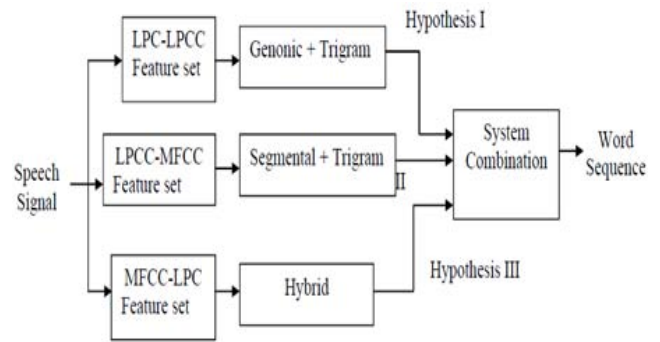 Hypothesis I
LPC-LPCC
Feature set
Genonic + Trigram
Speech
Signal
LPCC-MFCC
Feature set
Segmental + Trigram
II
System
Combination
Word
Sequence
MFCC-LPC
Feature set
Hybrid
Hypothesis III